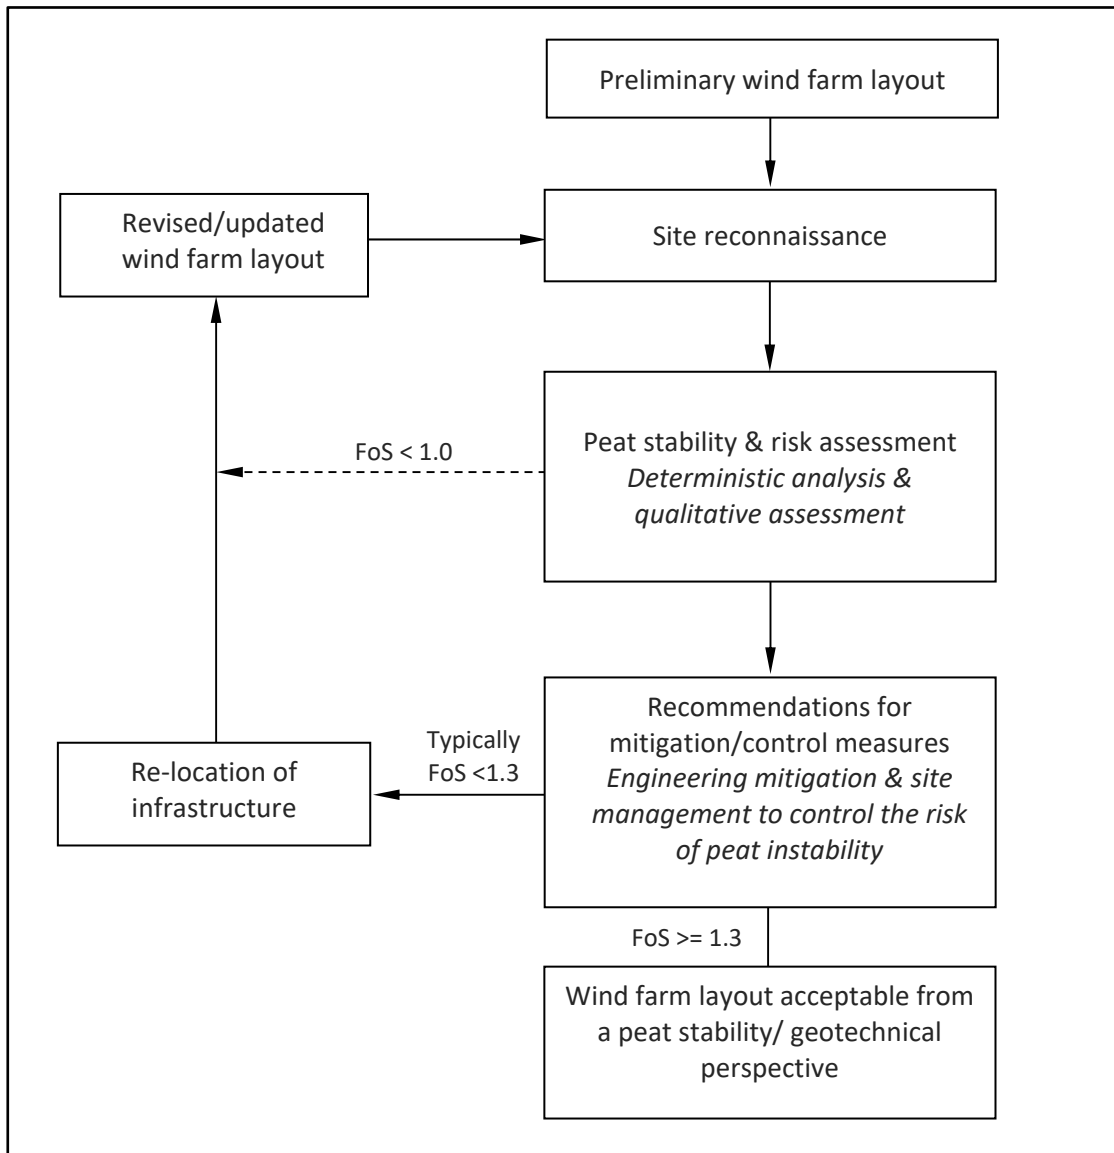 Preliminary wind farm layout
Revised/updated
wind farm layout
Site reconnaissance
FoS < 1.0
Peat stability & risk assessment
Deterministic analysis &
qualitative assessment
Recommendations for
mitigation/control measures
Engineering mitigation & site
management to control the risk
of peat instability
Typically
FoS <1.3
Re-location of
infrastructure
FoS >= 1.3
Wind farm layout acceptable from
a peat stability/ geotechnical
perspective